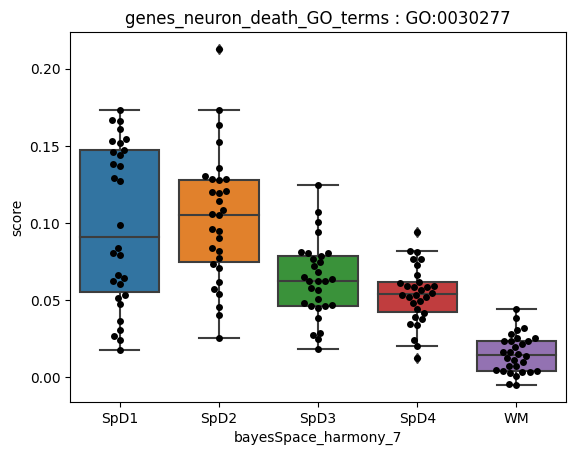 genes_neuron_death_GO_terms : GO:0030277
score
0.20
0.15
0.10
0.05
0.00
SpD1 SpD2 SpD3 SpD4 WM
bayesSpace_harmony_7